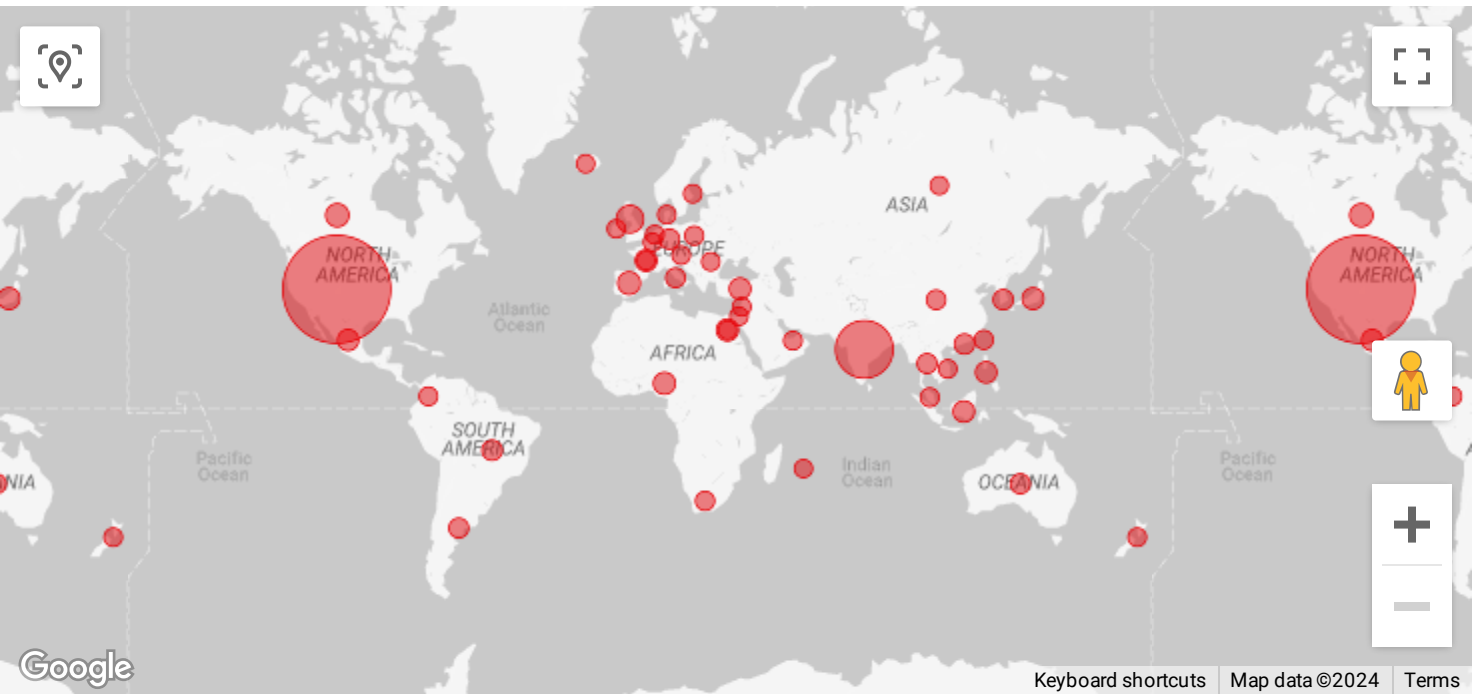 ASIA
NORTH
AMERICA
EUROPE
NORTH
AMERICA
Atlantic
Ocean
AFRICA
SOUTH
AMERICA
Pacific
Ocean
Indian
Ocean
NIA
OCEANIA
Pacific
Ocean
A
Google
Keyboard shortcuts
Map data ©2024
Terms